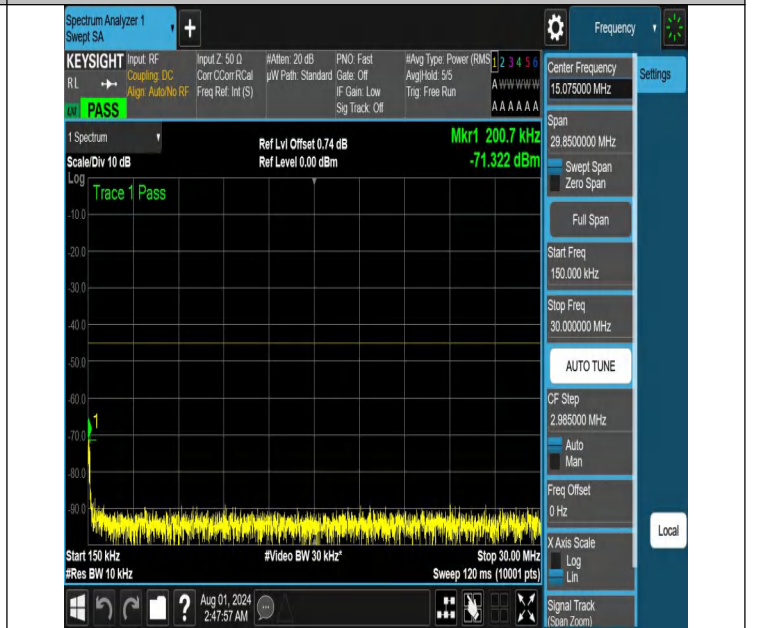 Spectrum Analyzer 1
Swept SA
+
Frequency
KEYSIGHT
RL
PASS
Input: RF
Coupling: DC
Align: Auto/No RF
Input Z: 50 Ω
Corr CCorr RCal
Freq Ref: Int (S)
#Atten: 20 dB
µW Path: Standard
PNO: Fast
Gate: Off
IF Gain: Low
Sig Track: Off
#Avg Type: Power (RMS
Avg|Hold: 5/5
Trig: Free Run
1 2 3 4 5 6
A W W W W W
A A A A A A
Center Frequency
15.075000 MHz
Settings
1 Spectrum
Scale/Div 10 dB
Log
Ref Lvl Offset 0.74 dB
Ref Level 0.00 dBm
Mkr1 200.7 kHz
-71.322 dBm
Trace 1 Pass
-10.0
-20.0
-30.0
-40.0
-50.0
-60.0
-70.0
-80.0
-90.0
1
Start 150 kHz
#Res BW 10 kHz
#Video BW 30 kHz*
Stop 30.00 MHz
Sweep 120 ms (10001 pts)
Span
29.8500000 MHz
Swept Span
Zero Span
Full Span
Start Freq
150.000 kHz
Stop Freq
30.000000 MHz
AUTO TUNE
CF Step
2.985000 MHz
Auto
Man
Freq Offset
0 Hz
X Axis Scale
Log
Lin
Local
Signal Track
(Span Zoom)
?
Aug 01, 2024
2:47:57 AM